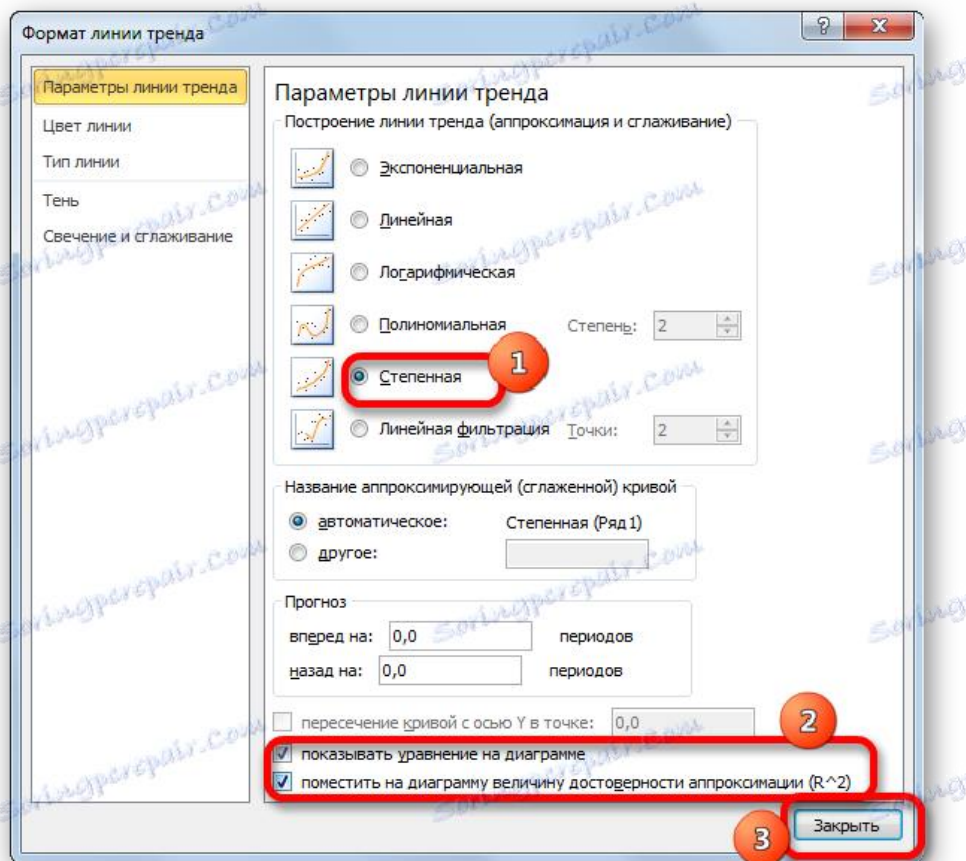 Формат линии тренда
?
X
Параметры линии тренда
Цвет линии
Тип линии
Тень
Свечение и сглаживание
Параметры линии тренда
Построение линии тренда (аппроксимация и сглаживание)
Экспоненциальная
Линейная
Логарифмическая
Полиномиальная Степень: 2
1
Степенная
Линейная фильтрация Точки: 2
Название аппроксимирующей (сглаженной) кривой
автоматическое: Степенная (Ряд1)
другое:
Прогноз
вперед на: 0,0 периодов
назад на: 0,0 периодов
пересечение кривой с осью Y в точке: 0,0
2
показывать уравнение на диаграмме
поместить на диаграмму величину достоверности аппроксимации (R^2)
3
Закрыть
Soringpcrepair.Com